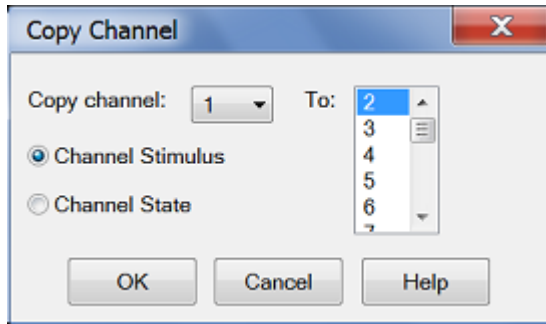 Copy Channel
Copy channel: 1 To: 2
3
4
5
6
Channel Stimulus
Channel State
OK Cancel Help